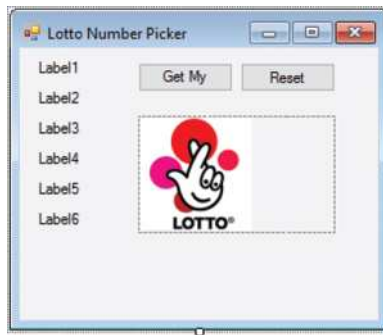 Lotto Number Picker
Label1
Get My
Reset
Label2
Label3
Label4
Label5
Label6
LOTTO®